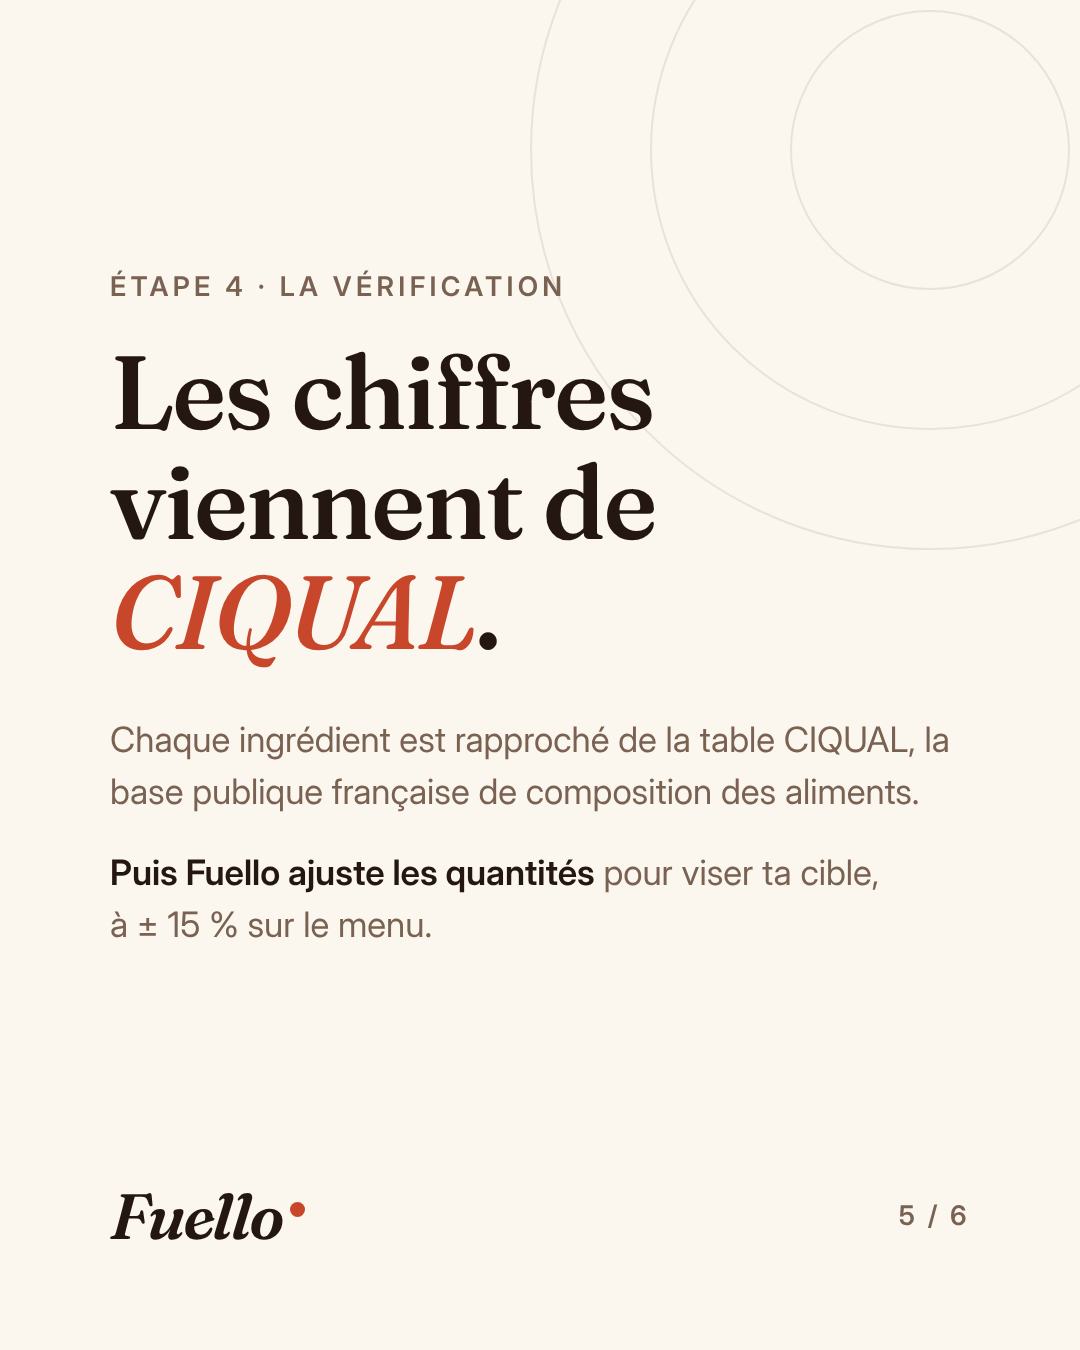 ÉTAPE 4 · LA VÉRIFICATION
Les chiffres
viennent de
CIQUAL.
Chaque ingrédient est rapproché de la table CIQUAL, la
base publique française de composition des aliments.
Puis Fuello ajuste les quantités pour viser ta cible,
à ± 15 % sur le menu.
Fuello
5 / 6